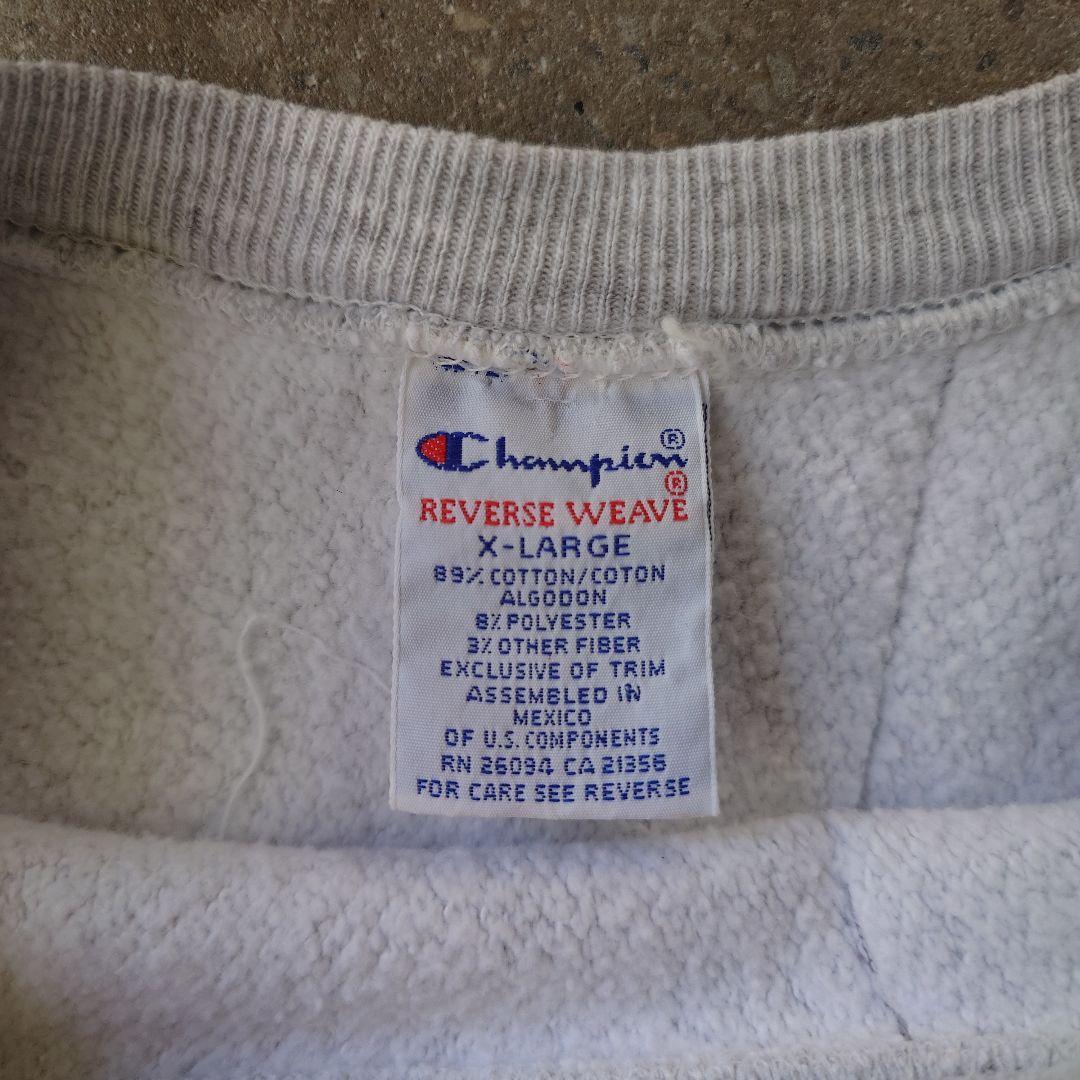 Champion®
REVERSE WEAVE®
X-LARGE
89% COTTON/COTON
ALGODON
8% POLYESTER
3% OTHER FIBER
EXCLUSIVE OF TRIM
ASSEMBLED IN
MEXICO
OF U.S. COMPONENTS
RN 26094 CA 21356
FOR CARE SEE REVERSE